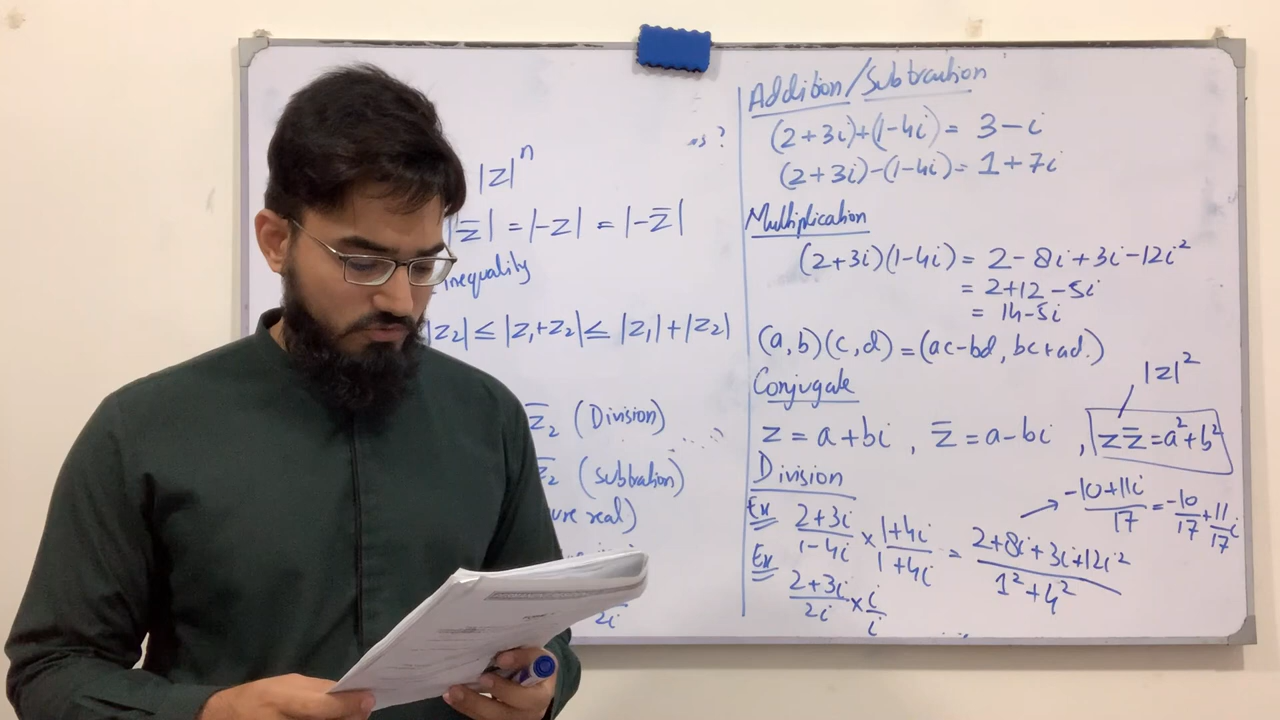 |z|^n
|z̄| = |-z| = |-z̄|
inequality
|z₂| ≤ |z₁+z₂| ≤ |z₁|+|z₂|
z̄₂ (Division)
z̄₂ (subtration)
real)
2i
Addition/Subtraction
(2+3i)+(1-4i) = 3-i
(2+3i)-(1-4i) = 1+7i
Multiplication
(2+3i)(1-4i) = 2-8i+3i-12i²
= 2+12-5i
= 14-5i
(a,b)(c,d) = (ac-bd, bc+ad.)
Conjugate
|z|²
z = a+bi , z̄ = a-bi , zz̄ = a²+b²
Division
Ex (2+3i)/(1-4i) × (1+4i)/(1+4i) = (2+8i+3i+12i²)/(1²+4²) → (-10+11i)/17 = -10/17 + 11/17 i
Ex (2+3i)/2i × i/i